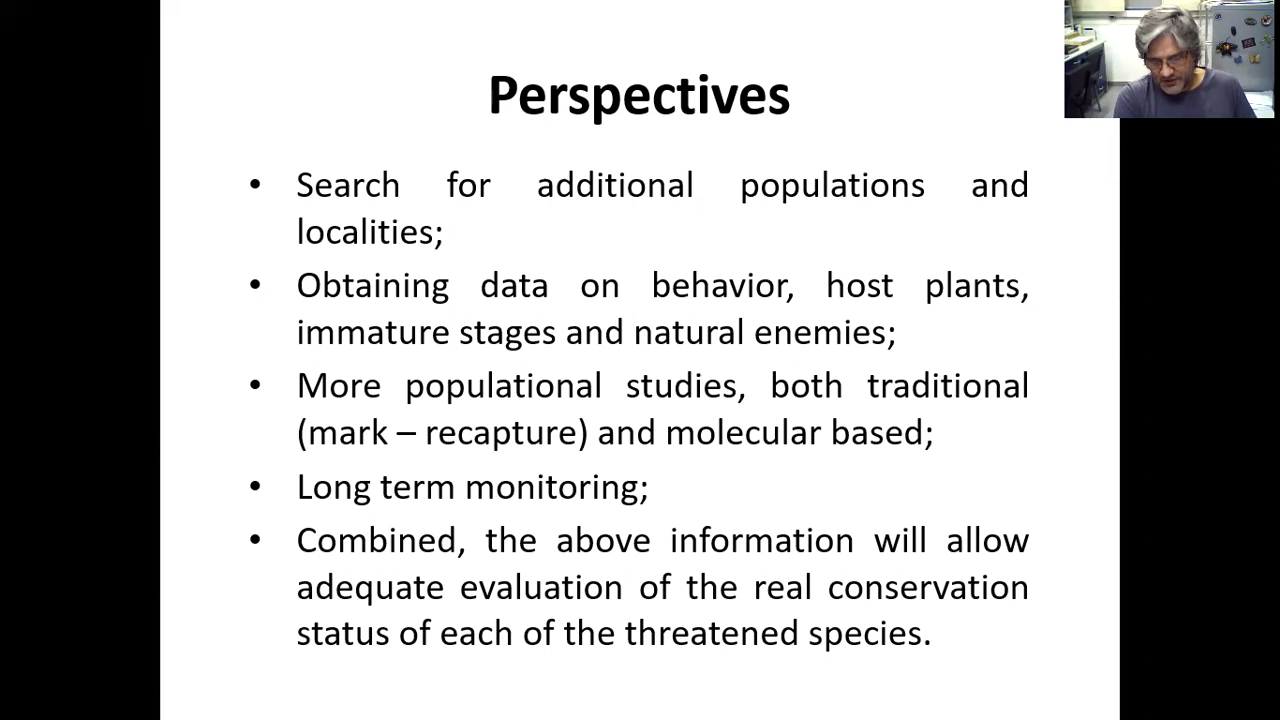 Perspectives
• Search for additional populations and
localities;
• Obtaining data on behavior, host plants,
immature stages and natural enemies;
• More populational studies, both traditional
(mark – recapture) and molecular based;
• Long term monitoring;
• Combined, the above information will allow
adequate evaluation of the real conservation
status of each of the threatened species.